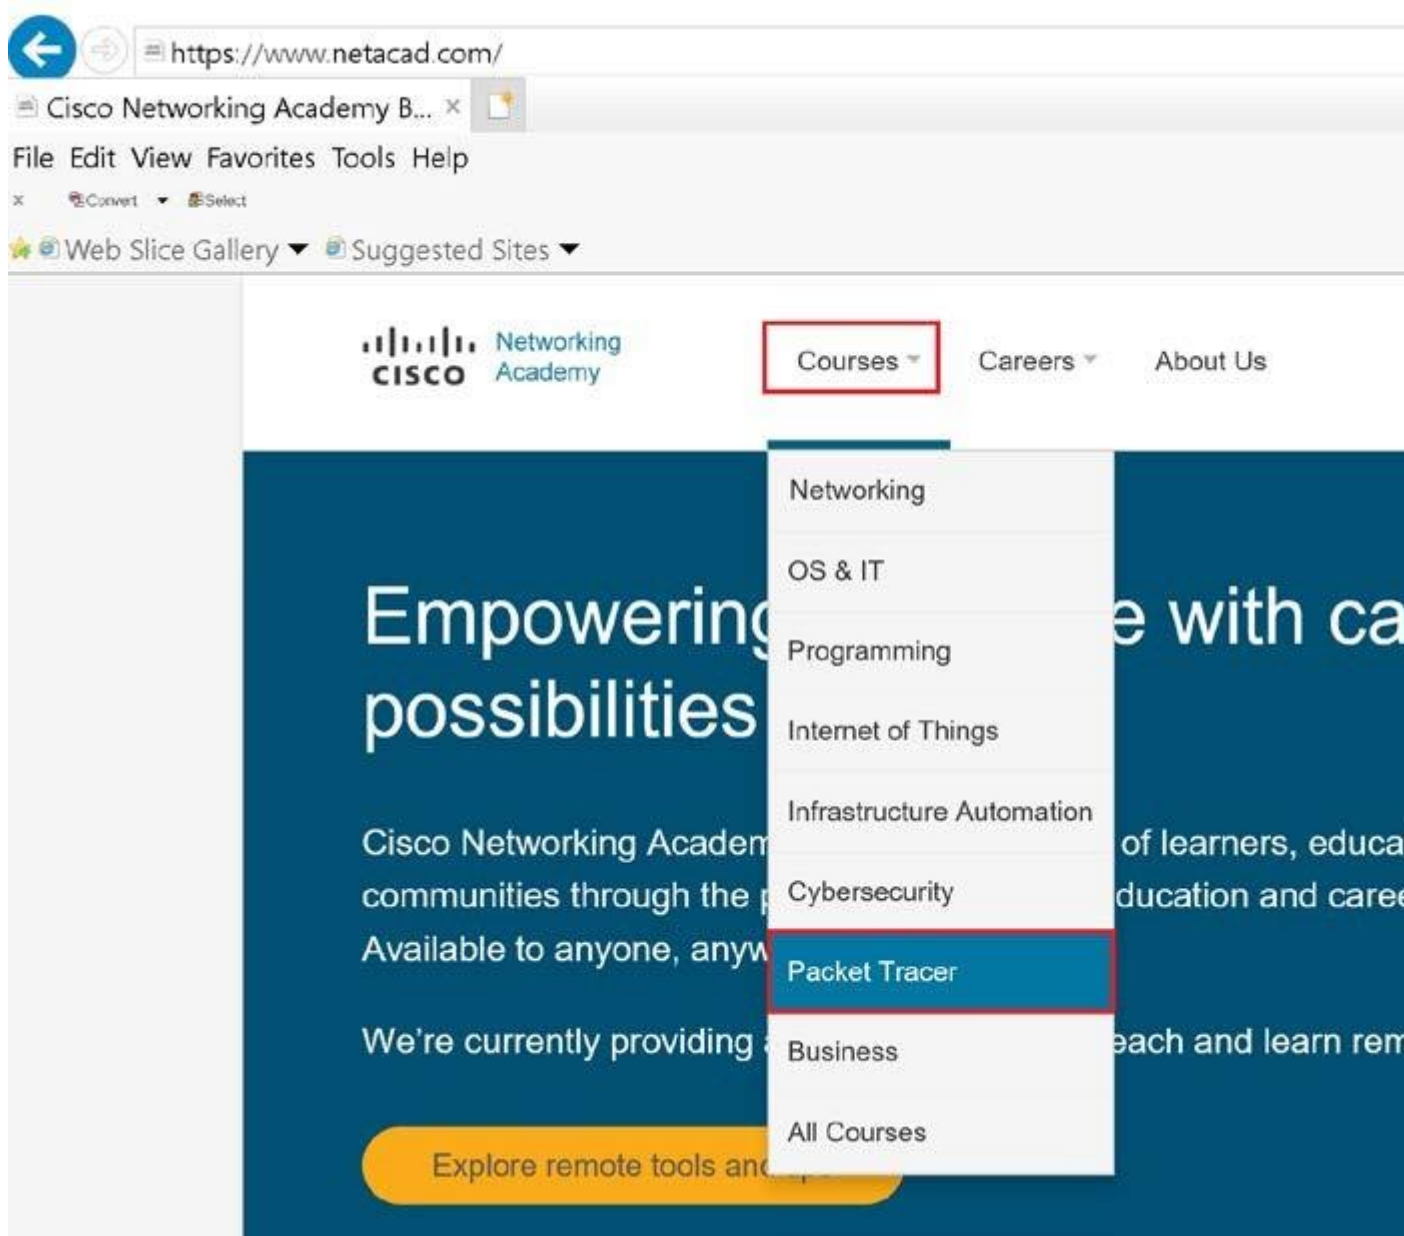 https://www.netacad.com/
Cisco Networking Academy B... ×
File Edit View Favorites Tools Help
x Convert Select
Web Slice Gallery Suggested Sites
CISCO Networking Academy
Courses Careers About Us
Networking
OS & IT
Programming
Internet of Things
Infrastructure Automation
Cybersecurity
Packet Tracer
Business
All Courses
Empowering e with ca
possibilities
Cisco Networking Academ of learners, educa
communities through the p ducation and caree
Available to anyone, anyw
We're currently providing a each and learn rem
Explore remote tools and